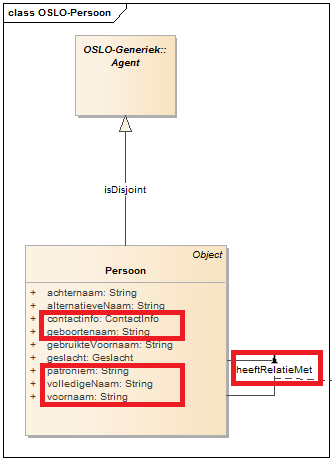 class OSLO-Persoon
OSLO-Generiek::
Agent
isDisjoint
Object
Persoon
+ achternaam: String
+ alternatieveNaam: String
+ contactinfo: ContactInfo
+ geboortenaam: String
+ gebruikteVoornaam: String
+ geslacht: Geslacht
+ patroniem: String
+ volledigeNaam: String
+ voornaam: String
heeftRelatieMet